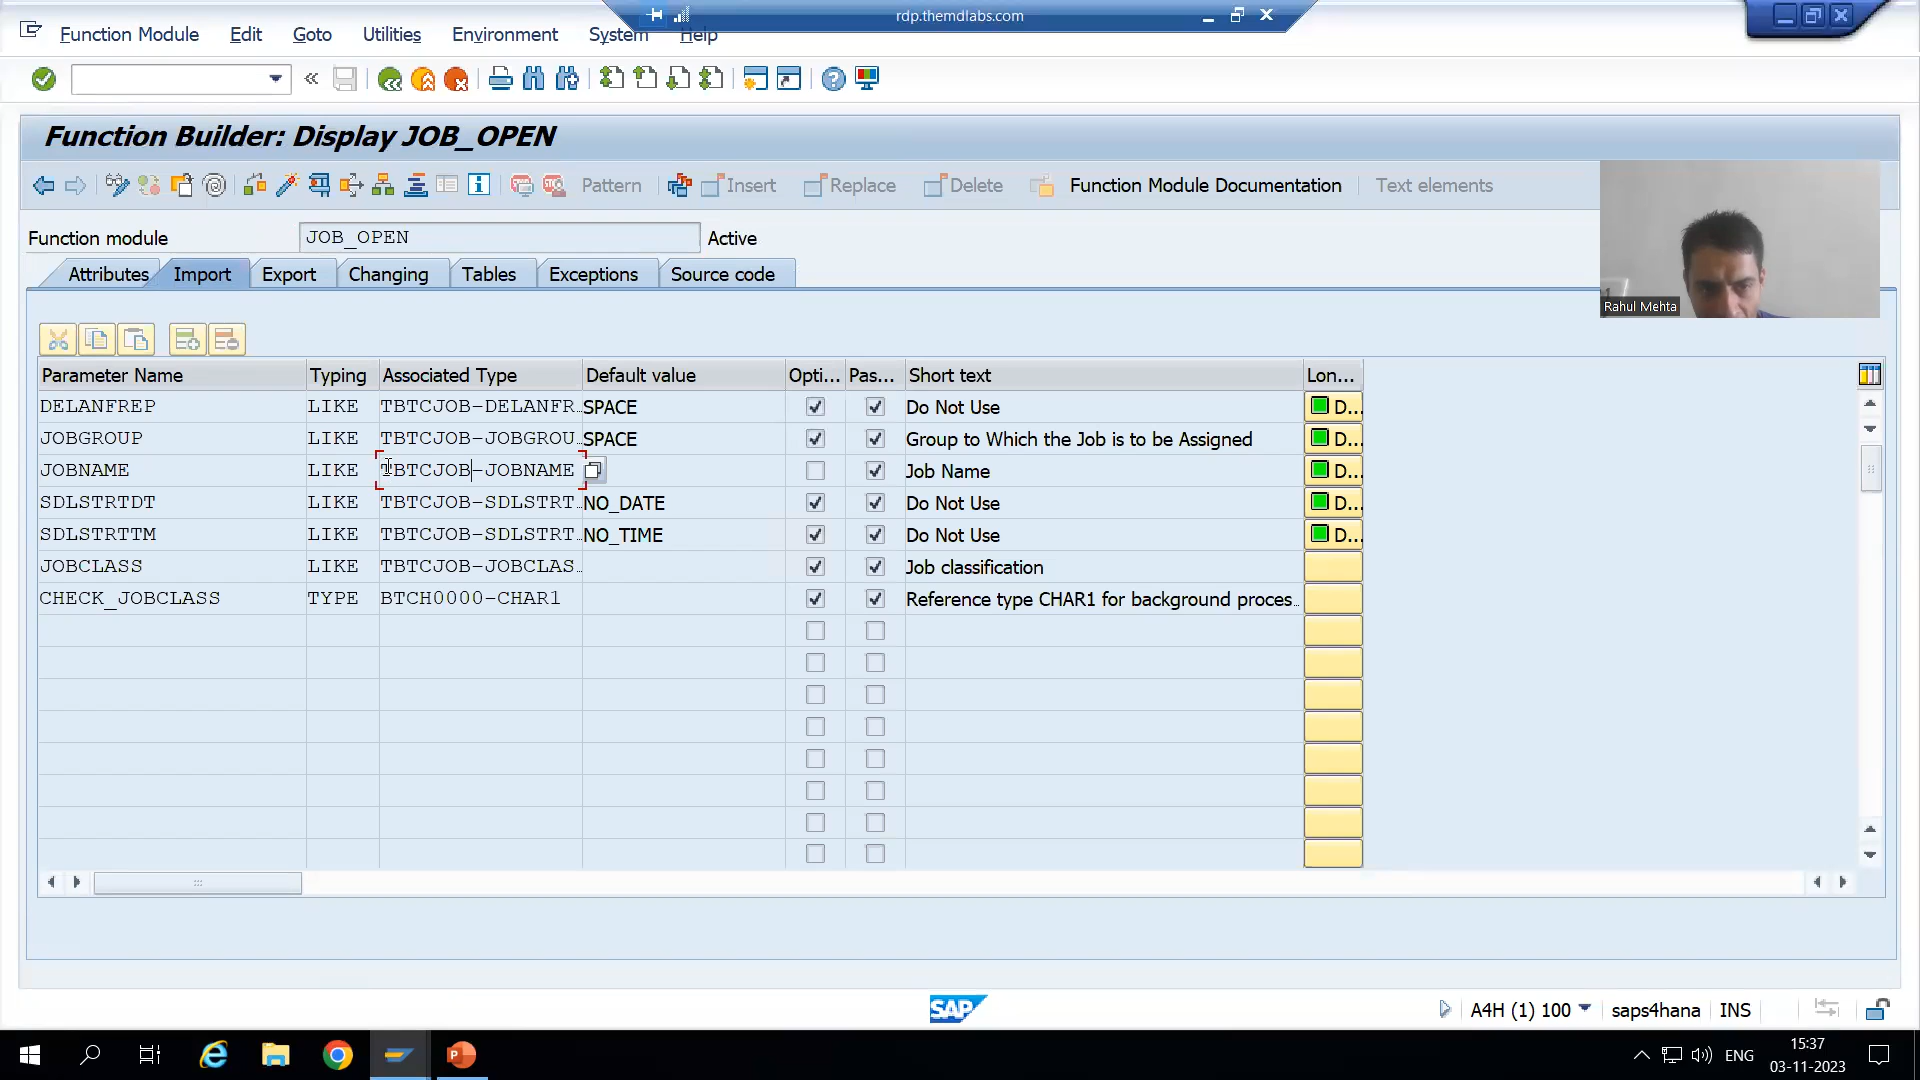 rdp.themdlabs.com
Function Module Edit Goto Utilities Environment System Help
Function Builder: Display JOB_OPEN
Pattern Insert Replace Delete Function Module Documentation Text elements
Function module JOB_OPEN Active
Attributes Import Export Changing Tables Exceptions Source code
Rahul Mehta
Parameter Name Typing Associated Type Default value Opti... Pas... Short text Lon...
DELANFREP LIKE TBTCJOB-DELANFR... SPACE Do Not Use D...
JOBGROUP LIKE TBTCJOB-JOBGROU... SPACE Group to Which the Job is to be Assigned D...
JOBNAME LIKE TBTCJOB-JOBNAME Job Name D...
SDLSTRTDT LIKE TBTCJOB-SDLSTRT... NO_DATE Do Not Use D...
SDLSTRTTM LIKE TBTCJOB-SDLSTRT... NO_TIME Do Not Use D...
JOBCLASS LIKE TBTCJOB-JOBCLAS... Job classification
CHECK_JOBCLASS TYPE BTCH0000-CHAR1 Reference type CHAR1 for background proces...
SAP A4H (1) 100 saps4hana INS
ENG 15:37
03-11-2023